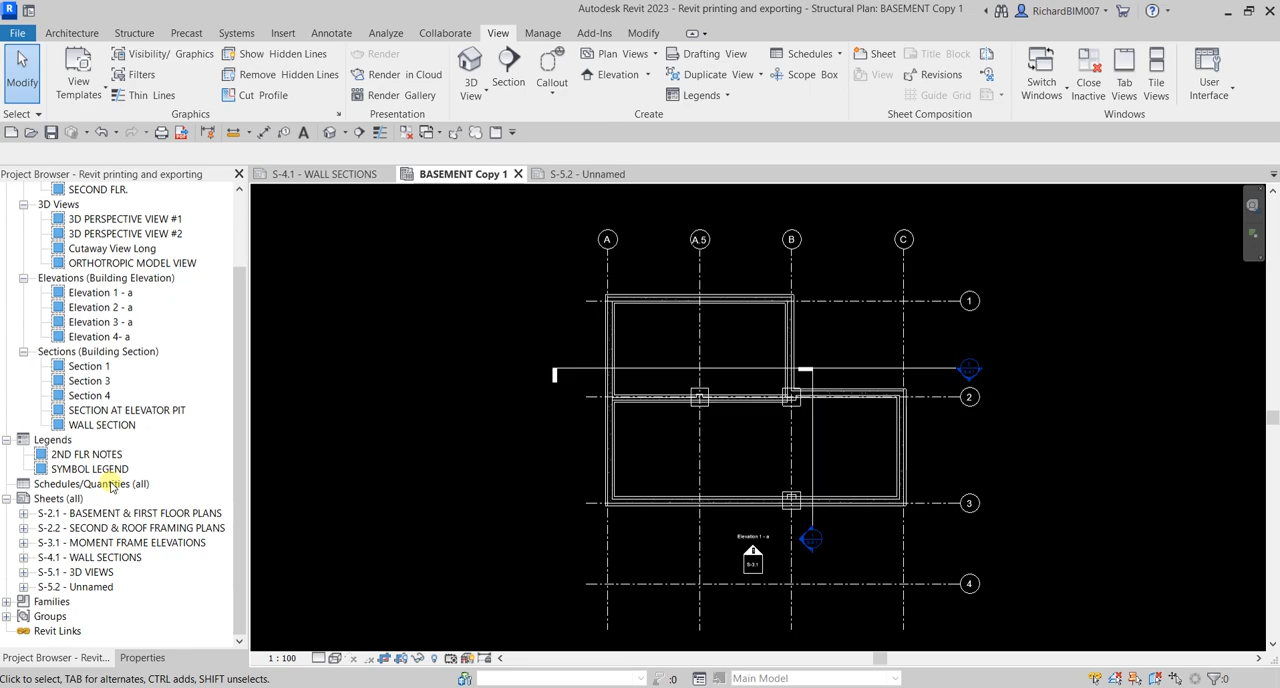 Autodesk Revit 2023 - Revit printing and exporting - Structural Plan: BASEMENT Copy 1
RichardBIM007
File Architecture Structure Precast Systems Insert Annotate Analyze Collaborate View Manage Add-Ins Modify
Modify
View Templates
Visibility/ Graphics
Filters
Thin Lines
Show Hidden Lines
Remove Hidden Lines
Cut Profile
Render
Render in Cloud
Render Gallery
3D View
Section
Callout
Plan Views
Elevation
Drafting View
Duplicate View
Legends
Schedules
Scope Box
Sheet
View
Title Block
Revisions
Guide Grid
Switch Windows
Close Inactive
Tab Views
Tile Views
User Interface
Select Graphics Presentation Create Sheet Composition Windows
Project Browser - Revit printing and exporting
S-4.1 - WALL SECTIONS BASEMENT Copy 1 S-5.2 - Unnamed
SECOND FLR.
3D Views
3D PERSPECTIVE VIEW #1
3D PERSPECTIVE VIEW #2
Cutaway View Long
ORTHOTROPIC MODEL VIEW
Elevations (Building Elevation)
Elevation 1 - a
Elevation 2 - a
Elevation 3 - a
Elevation 4- a
Sections (Building Section)
Section 1
Section 3
Section 4
SECTION AT ELEVATOR PIT
WALL SECTION
Legends
2ND FLR NOTES
SYMBOL LEGEND
Schedules/Quantities (all)
Sheets (all)
S-2.1 - BASEMENT & FIRST FLOOR PLANS
S-2.2 - SECOND & ROOF FRAMING PLANS
S-3.1 - MOMENT FRAME ELEVATIONS
S-4.1 - WALL SECTIONS
S-5.1 - 3D VIEWS
S-5.2 - Unnamed
Families
Groups
Revit Links
A A.5 B C
1
2
3
4
Elevation 1 - a
S-3.1
Project Browser - Revit... Properties
1 : 100
Click to select, TAB for alternates, CTRL adds, SHIFT unselects.
:0
Main Model
:0